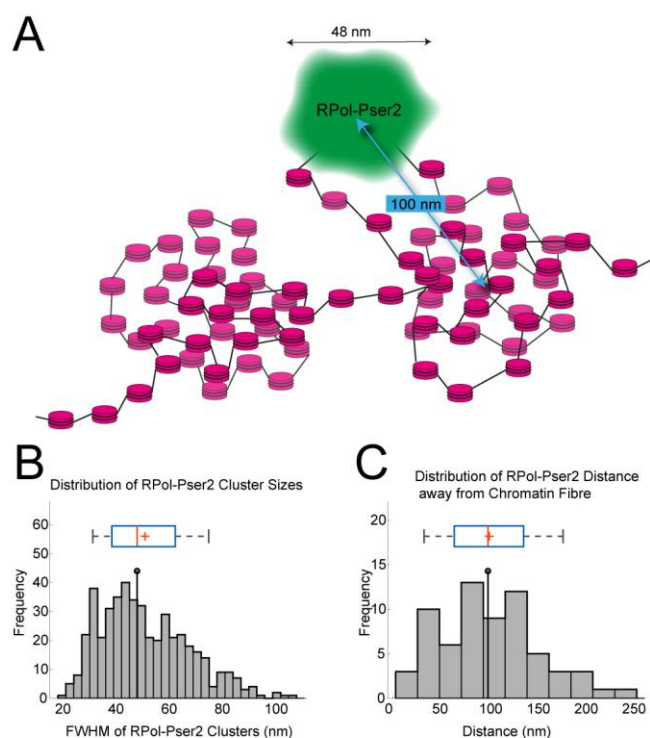 A
48 nm
RPol-Pser2
100 nm
B
Distribution of RPol-Pser2 Cluster Sizes
60
50
40
30
20
10
0
Frequency
20 40 60 80 100
FWHM of RPol-Pser2 Clusters (nm)
C
Distribution of RPol-Pser2 Distance
away from Chromatin Fibre
20
15
10
5
0
Frequency
0 50 100 150 200 250
Distance (nm)